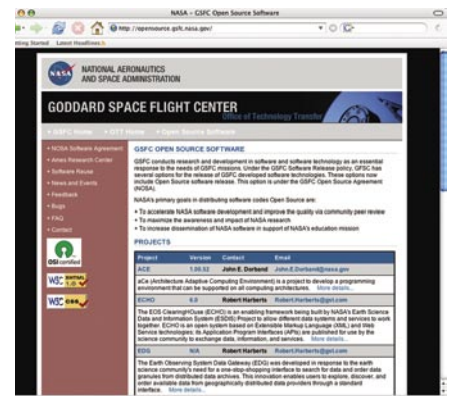 NASA - GSFC Open Source Software
http://opensource.gsfc.nasa.gov/
Getting Started Latest Headlines
NASA
NATIONAL AERONAUTICS
AND SPACE ADMINISTRATION
GODDARD SPACE FLIGHT CENTER
Office of Technology Transfer
+ GSFC Home + OTT Home + Open Source Software
+ NOSA Software Agreement
+ Ames Research Center
+ Software Reuse
+ News and Events
+ Feedback
+ Bugs
+ FAQ
+ Contact
OSI certified
W3C XHTML 1.0
W3C CSS
GSFC OPEN SOURCE SOFTWARE
GSFC conducts research and development in software and software technology as an essential
response to the needs of GSFC missions. Under the GSFC Software Release policy, GFSC has
several options for the release of GSFC developed software technologies. These options now
include Open Source software release. This option is under the GSFC Open Source Agreement
(NOSA).
NASA's primary goals in distributing software codes Open Source are:
+ To accelerate NASA software development and improve the quality via community peer review
+ To maximize the awareness and impact of NASA research
+ To increase dissemination of NASA software in support of NASA's education mission
PROJECTS
Project Version Contact Email
ACE John E. Dorband John.E.Dorband@nasa.gov
aCe (Architecture Adaptive Computing Environment) is a project to develop a programming
environment that can be supported on all computing architectures. More details...
ECHO 6.0 Robert Harberts Robert.Harberts@gst.com
The EOS ClearingHouse (ECHO) is an enabling framework being built by NASA's Earth Science
Data and Information System (ESDIS) Project to allow different data systems and services to work
together. ECHO is an open system based on Extensible Markup Language (XML) and Web
Service technologies: its Application Program Interfaces (APIs) are published for use by the
science community to exchange data, information, and services. More details...
EDG N/A Robert Harberts Robert.Harberts@gst.com
The Earth Observing System Data Gateway (EDG) was developed in response to the earth
science community's need for a one-stop-shopping interface to search for data and order data
granules from distributed data archives. This innovation enables users to explore, discover, and
order available data from geographically distributed data providers through a standard
interface. More details...